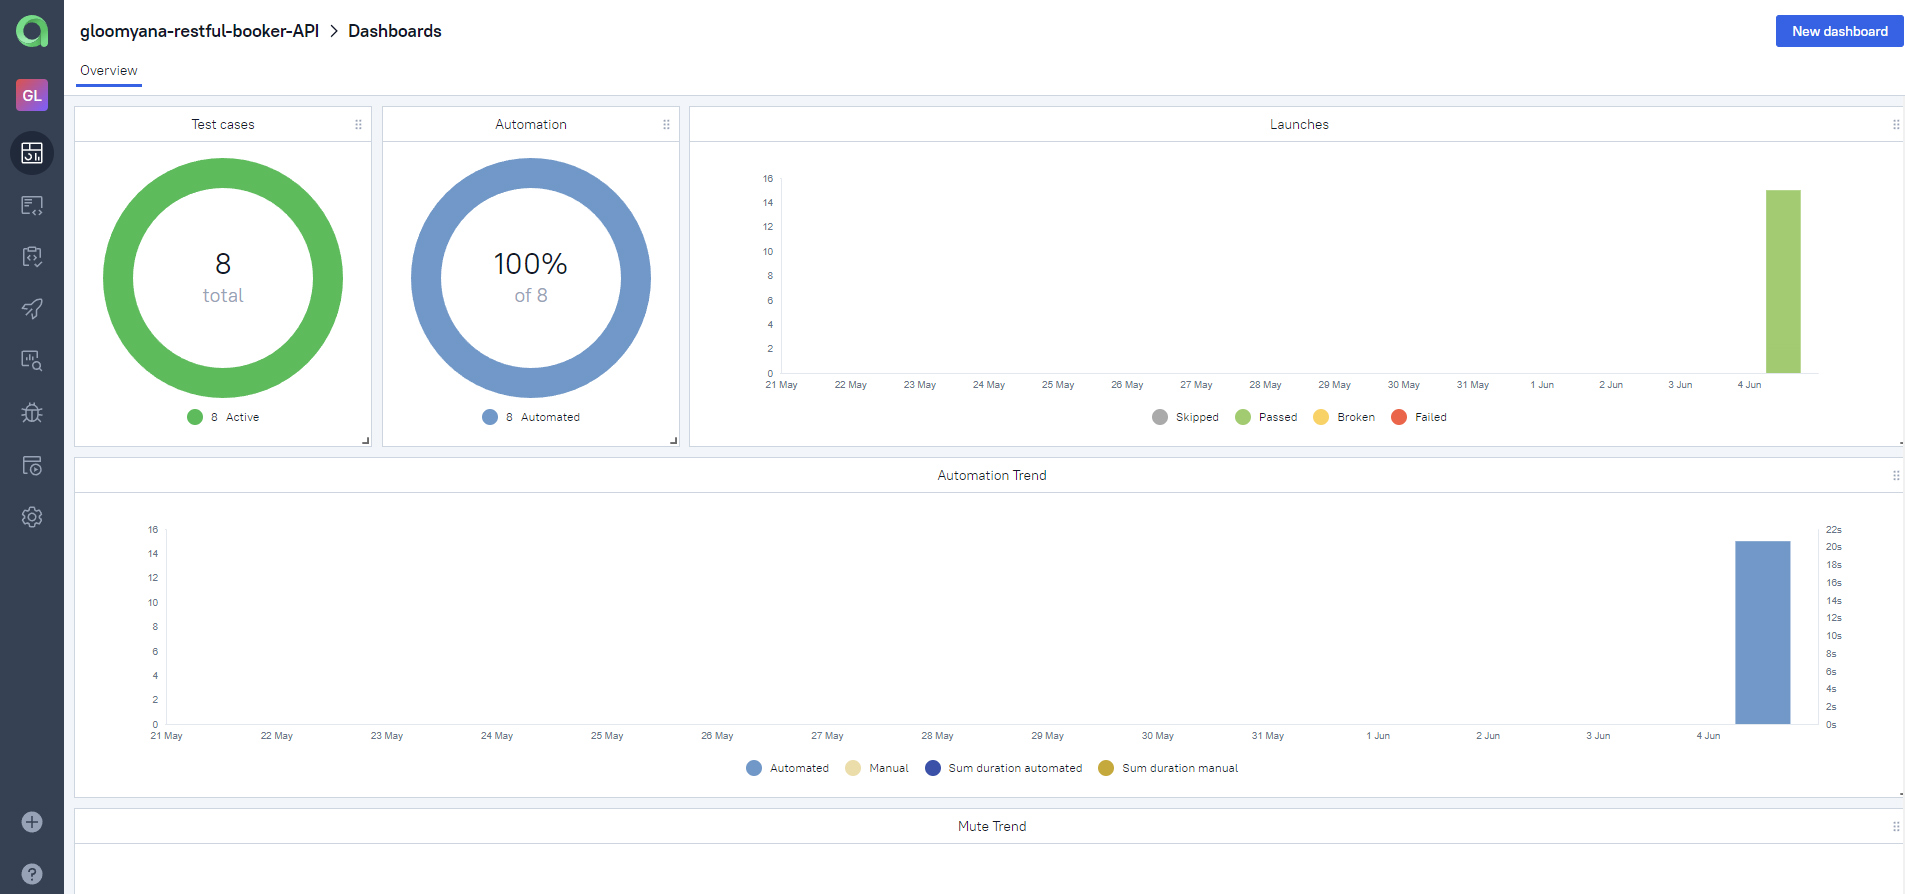 gloomyana-restful-booker-API > Dashboards
New dashboard
Overview
GL
Test cases
8
total
8 Active
Automation
100%
of 8
8 Automated
Launches
16
14
12
10
8
6
4
2
0
21 May 22 May 23 May 24 May 25 May 26 May 27 May 28 May 29 May 30 May 31 May 1 Jun 2 Jun 3 Jun 4 Jun
Skipped Passed Broken Failed
Automation Trend
16
14
12
10
8
6
4
2
0
22s
20s
18s
16s
14s
12s
10s
8s
6s
4s
2s
0s
21 May 22 May 23 May 24 May 25 May 26 May 27 May 28 May 29 May 30 May 31 May 1 Jun 2 Jun 3 Jun 4 Jun
Automated Manual Sum duration automated Sum duration manual
Mute Trend